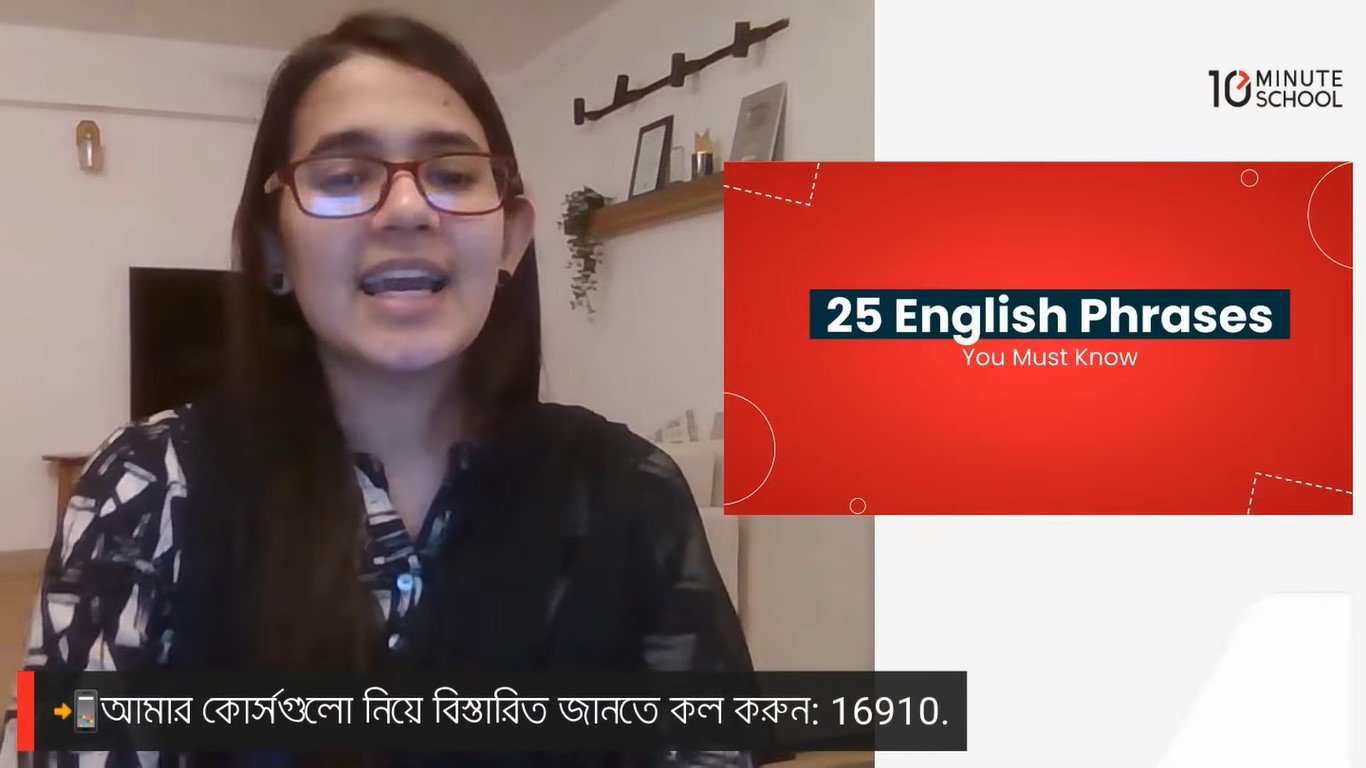 10 MINUTE
SCHOOL
25 English Phrases
You Must Know
আমার কোর্সগুলো নিয়ে বিস্তারিত জানতে কল করুন: 16910.